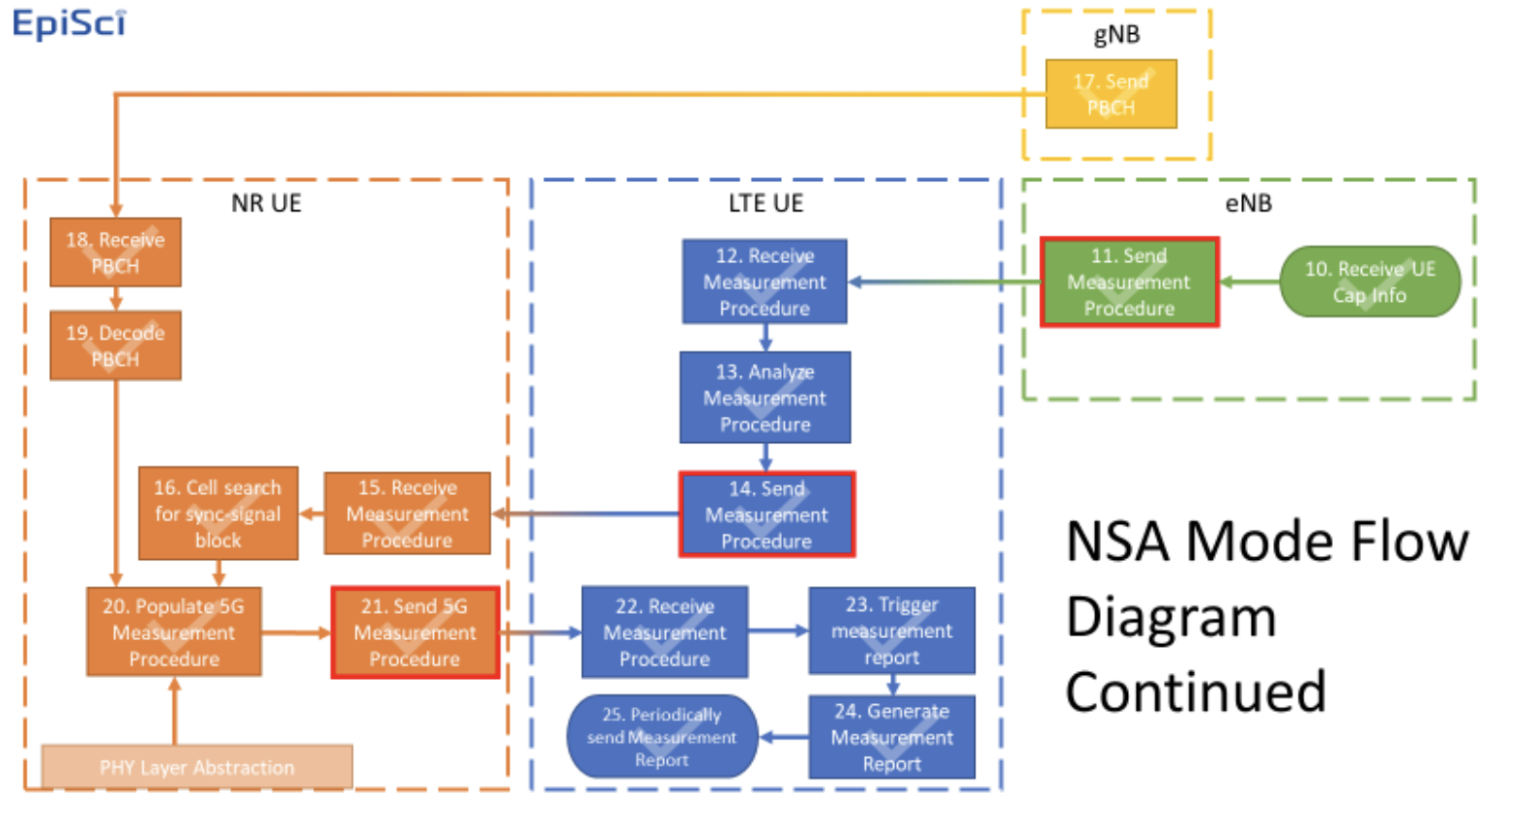 EpiSci
gNB
17. Send
PBCH
NR UE
18. Receive
PBCH
19. Decode
PBCH
16. Cell search
for sync-signal
block
15. Receive
Measurement
Procedure
20. Populate 5G
Measurement
Procedure
21. Send 5G
Measurement
Procedure
PHY Layer Abstraction
LTE UE
12. Receive
Measurement
Procedure
13. Analyze
Measurement
Procedure
14. Send
Measurement
Procedure
22. Receive
Measurement
Procedure
23. Trigger
measurement
report
25. Periodically
send Measurement
Report
24. Generate
Measurement
Report
eNB
11. Send
Measurement
Procedure
10. Receive UE
Cap Info
NSA Mode Flow
Diagram
Continued